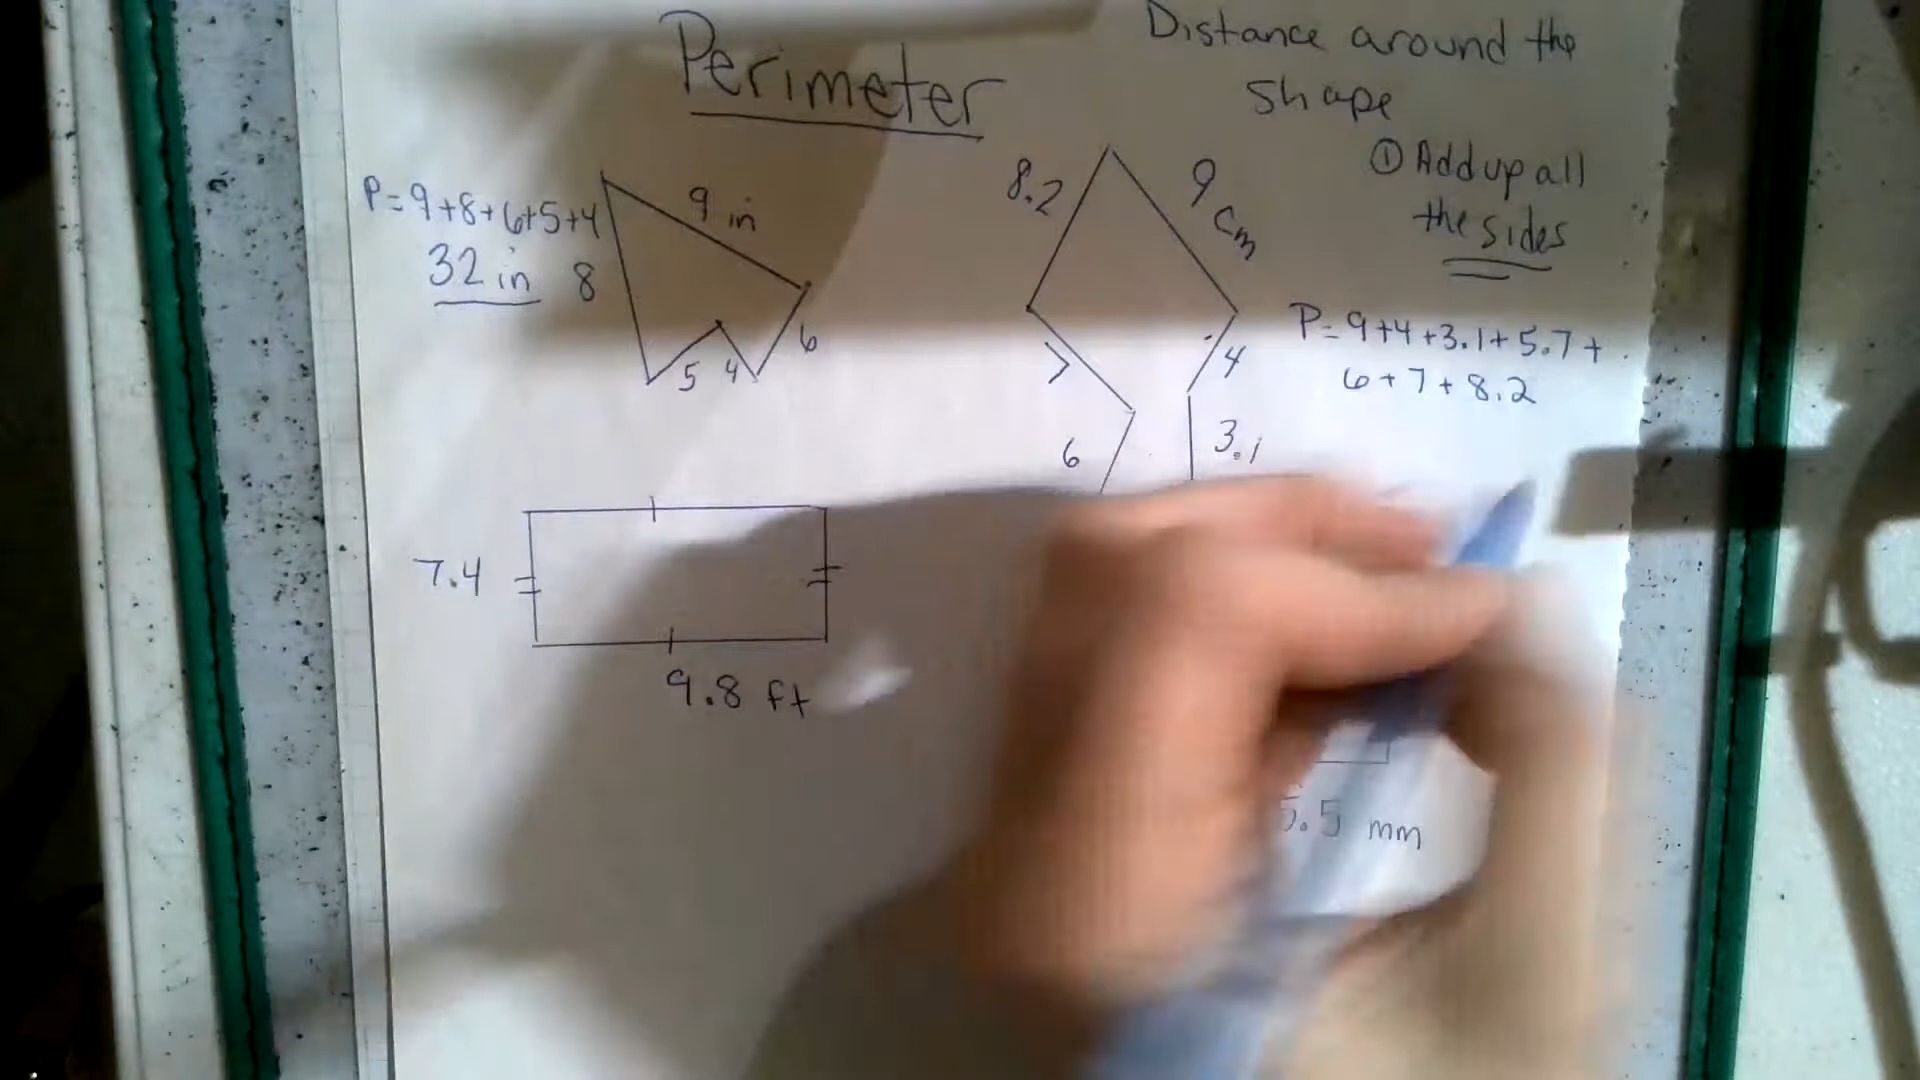 Perimeter
Distance around the
shape
① Add up all
the sides
P=9+8+6+5+4
32 in
9 in
8
6
5
4
8.2
9 cm
4
3.1
6
P=9+4+3.1+5.7+
6+7+8.2
7.4
9.8 ft
5.5 mm